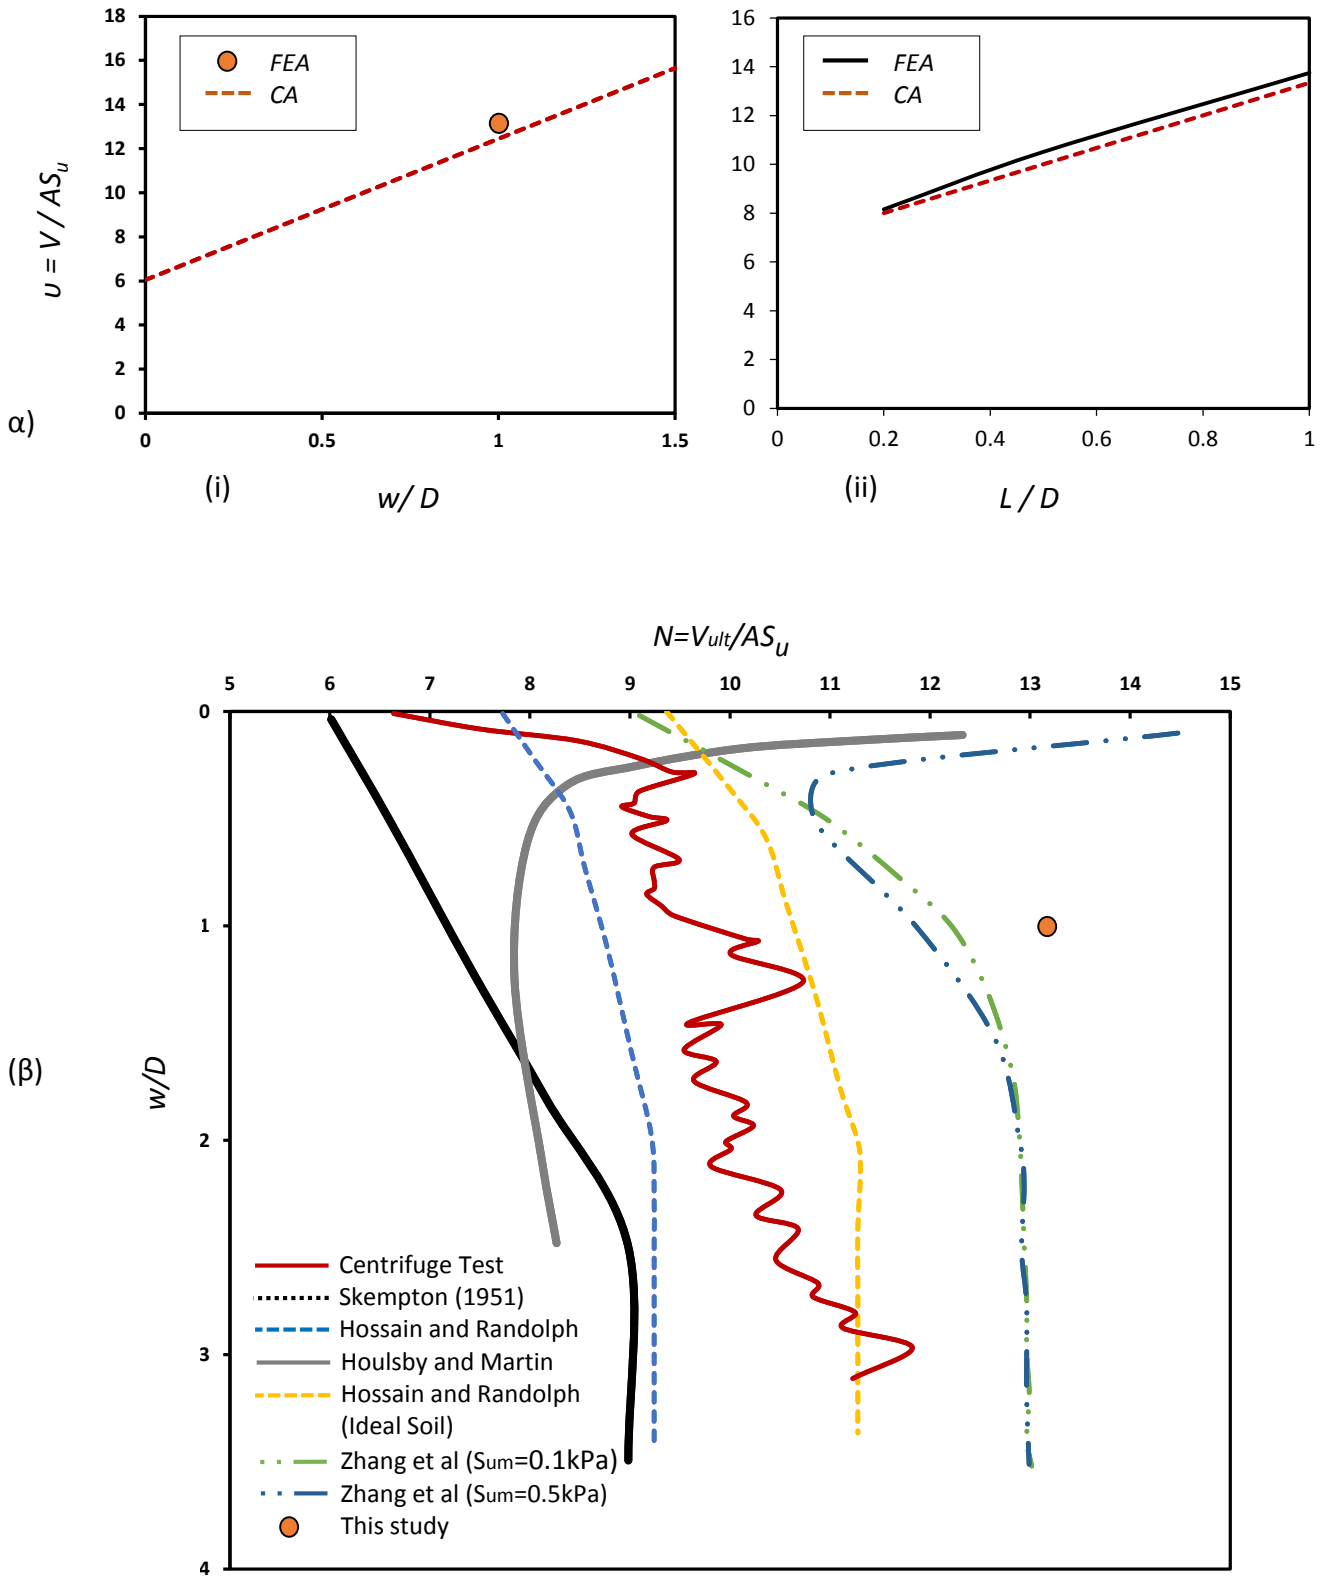 18
16
14
12
10
8
6
4
2
0
FEA
CA
υ = V / ASu
0 0.5 1 1.5
(i) w/ D
α)
16
14
12
10
8
6
4
2
0
FEA
CA
0 0.2 0.4 0.6 0.8 1
(ii) L / D
N=Vult/ASu
5 6 7 8 9 10 11 12 13 14 15
0
1
2
3
4
(β)
w/D
Centrifuge Test
Skempton (1951)
Hossain and Randolph
Houlsby and Martin
Hossain and Randolph
(Ideal Soil)
Zhang et al (Sum=0.1kPa)
Zhang et al (Sum=0.5kPa)
This study